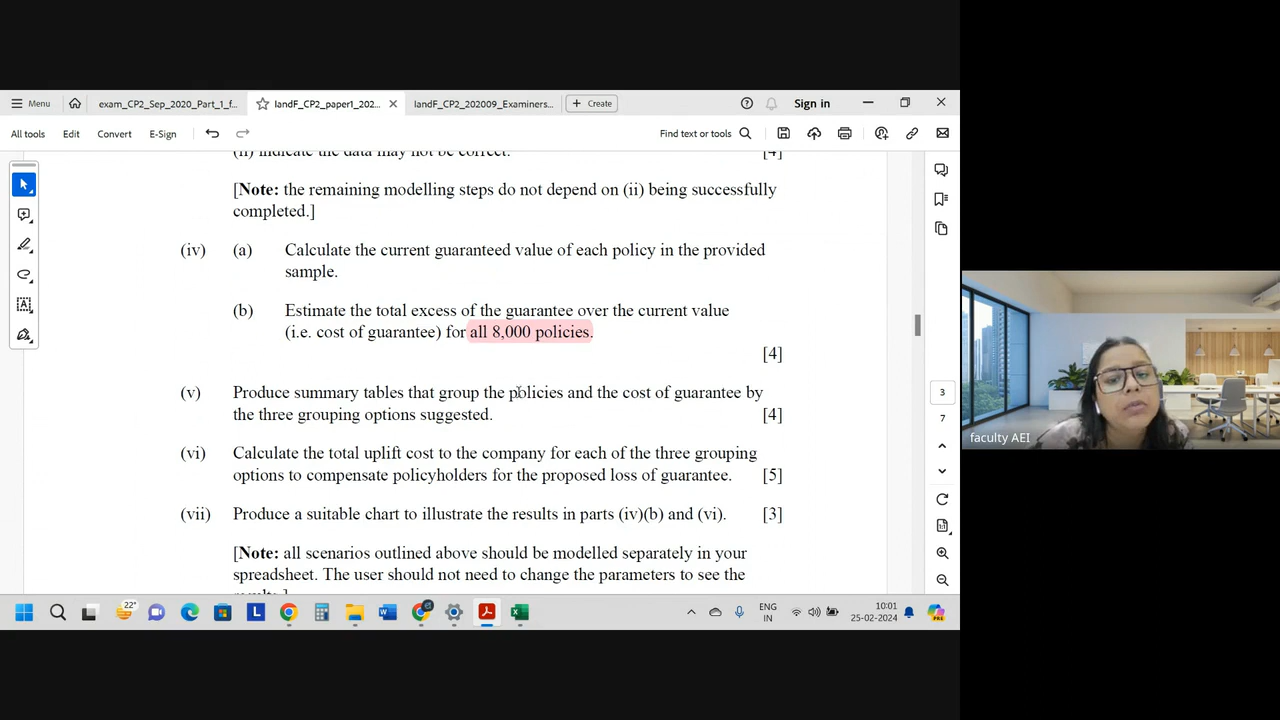 Menu
exam_CP2_Sep_2020_Part_1_f...
IandF_CP2_paper1_202...
IandF_CP2_202009_Examiners...
Create
Sign in
All tools
Edit
Convert
E-Sign
Find text or tools
(ii) indicate the data may not be correct. [4]
[Note: the remaining modelling steps do not depend on (ii) being successfully
completed.]
(iv) (a) Calculate the current guaranteed value of each policy in the provided
sample.
(b) Estimate the total excess of the guarantee over the current value
(i.e. cost of guarantee) for all 8,000 policies.
[4]
(v) Produce summary tables that group the policies and the cost of guarantee by
the three grouping options suggested. [4]
(vi) Calculate the total uplift cost to the company for each of the three grouping
options to compensate policyholders for the proposed loss of guarantee. [5]
(vii) Produce a suitable chart to illustrate the results in parts (iv)(b) and (vi). [3]
[Note: all scenarios outlined above should be modelled separately in your
spreadsheet. The user should not need to change the parameters to see the
results.]
3
7
faculty AEI
22°
L
ENG
IN
10:01
25-02-2024